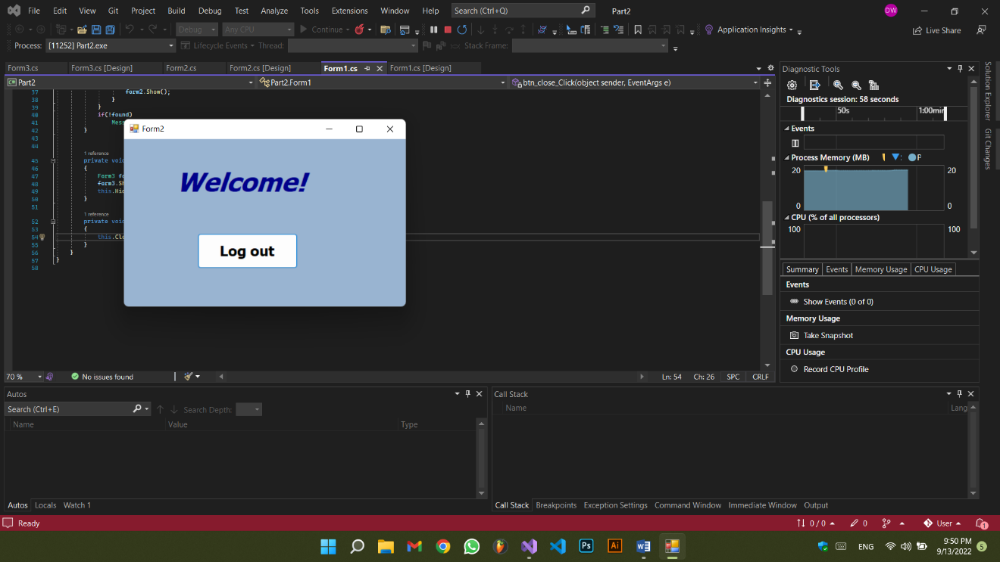 File Edit View Git Project Build Debug Test Analyze Tools Extensions Window Help Search (Ctrl+Q) Part2 DW
Debug Any CPU Continue Application Insights Live Share
Process: [11252] Part2.exe Lifecycle Events Thread: Stack Frame:
Form3.cs Form3.cs [Design] Form2.cs Form2.cs [Design] Form1.cs Form1.cs [Design]
Part2 Part2.Form1 btn_close_Click(object sender, EventArgs e)
37 form2.Show();
38 }
39 }
40 if(!found)
41 Mess
42 }
43
44
1 reference
45 private void
46 {
47 Form3 fo
48 form3.Sh
49 this.Hid
50 }
51
1 reference
52 private void
53 {
54 this.Clo
55 }
56 }
57 }
58
Form2
Welcome!
Log out
70 % No issues found Ln: 54 Ch: 26 SPC CRLF
Diagnostic Tools
Diagnostics session: 58 seconds
50s 1:00min
Events
Process Memory (MB) P
20 20
0 0
CPU (% of all processors)
100 100
Summary Events Memory Usage CPU Usage
Events
Show Events (0 of 0)
Memory Usage
Take Snapshot
CPU Usage
Record CPU Profile
Solution Explorer
Git Changes
Autos
Search (Ctrl+E) Search Depth:
Name Value Type
Autos Locals Watch 1
Call Stack
Name Lang
Call Stack Breakpoints Exception Settings Command Window Immediate Window Output
Ready 0 / 0 0 User 1
Ps Ai ENG 9:50 PM 5
9/13/2022